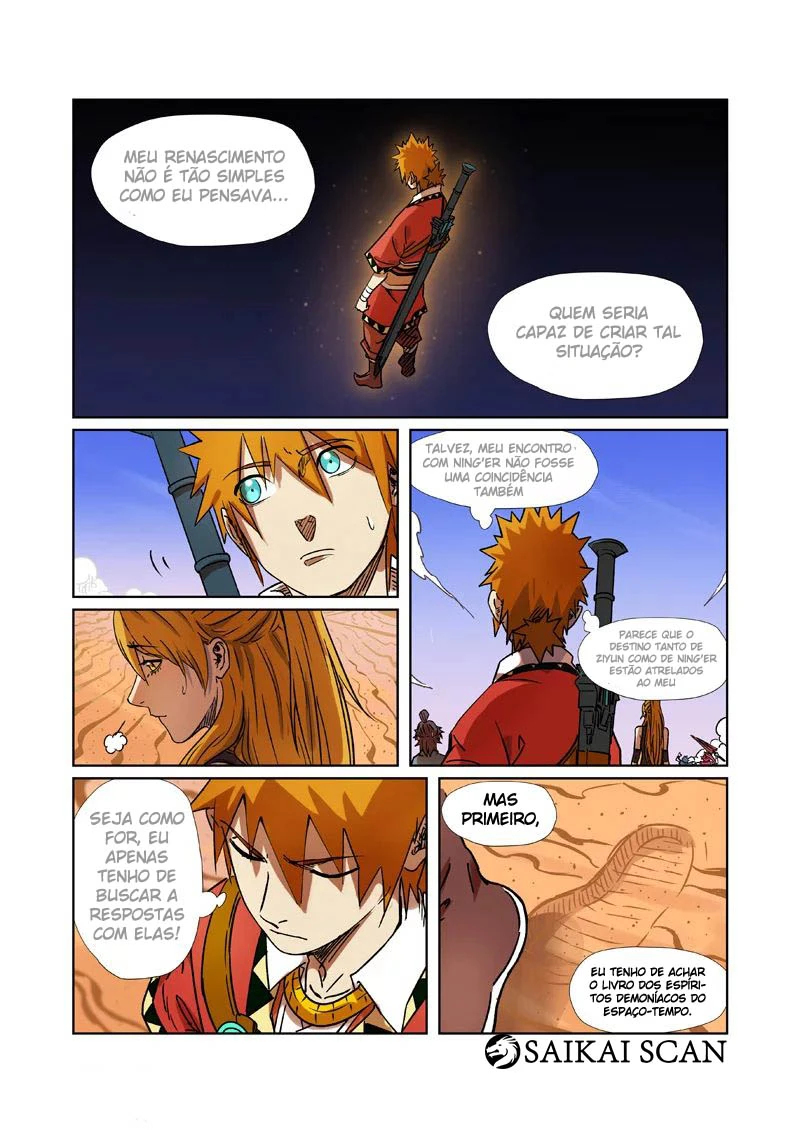 MEU RENASCIMENTO
NÃO É TÃO SIMPLES
COMO EU PENSAVA...
QUEM SERIA
CAPAZ DE CRIAR TAL
SITUAÇÃO?
TALVEZ, MEU ENCONTRO
COM NING'ER NÃO FOSSE
UMA COINCIDÊNCIA
TAMBÉM
PARECE QUE O
DESTINO TANTO DE
ZIYUN COMO DE NING'ER
ESTÃO ATRELADOS
AO MEU
SEJA COMO
FOR, EU
APENAS
TENHO DE
BUSCAR A
RESPOSTAS
COM ELAS!
MAS
PRIMEIRO,
EU TENHO DE ACHAR
O LIVRO DOS ESPÍRI-
TOS DEMONÍACOS DO
ESPAÇO-TEMPO.
SAIKAI SCAN